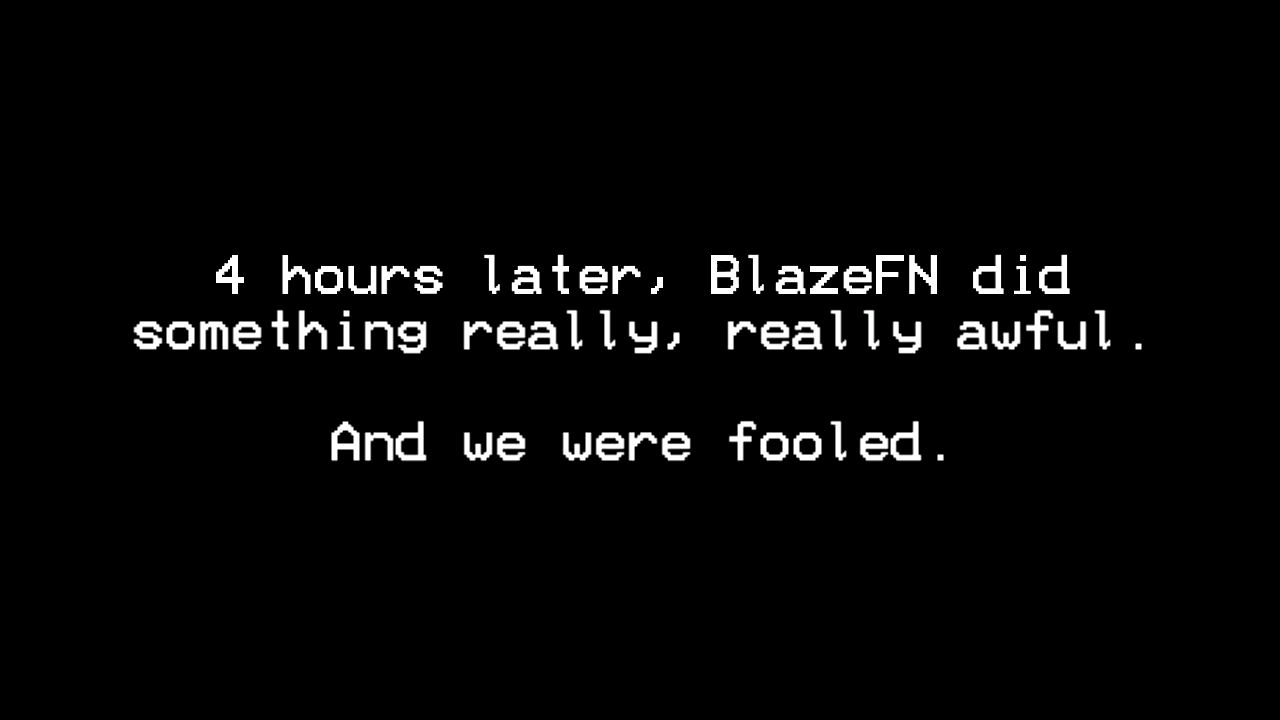 4 hours later, BlazeFN did
something really, really awful.
And we were fooled.